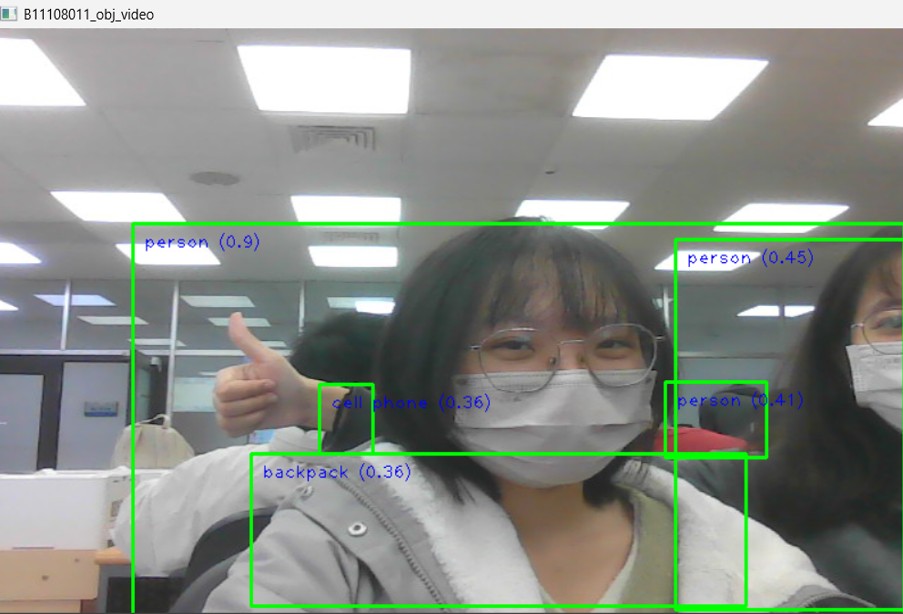 B11108011_obj_video
person (0.9)
person (0.45)
cell phone (0.36)
person (0.41)
backpack (0.36)